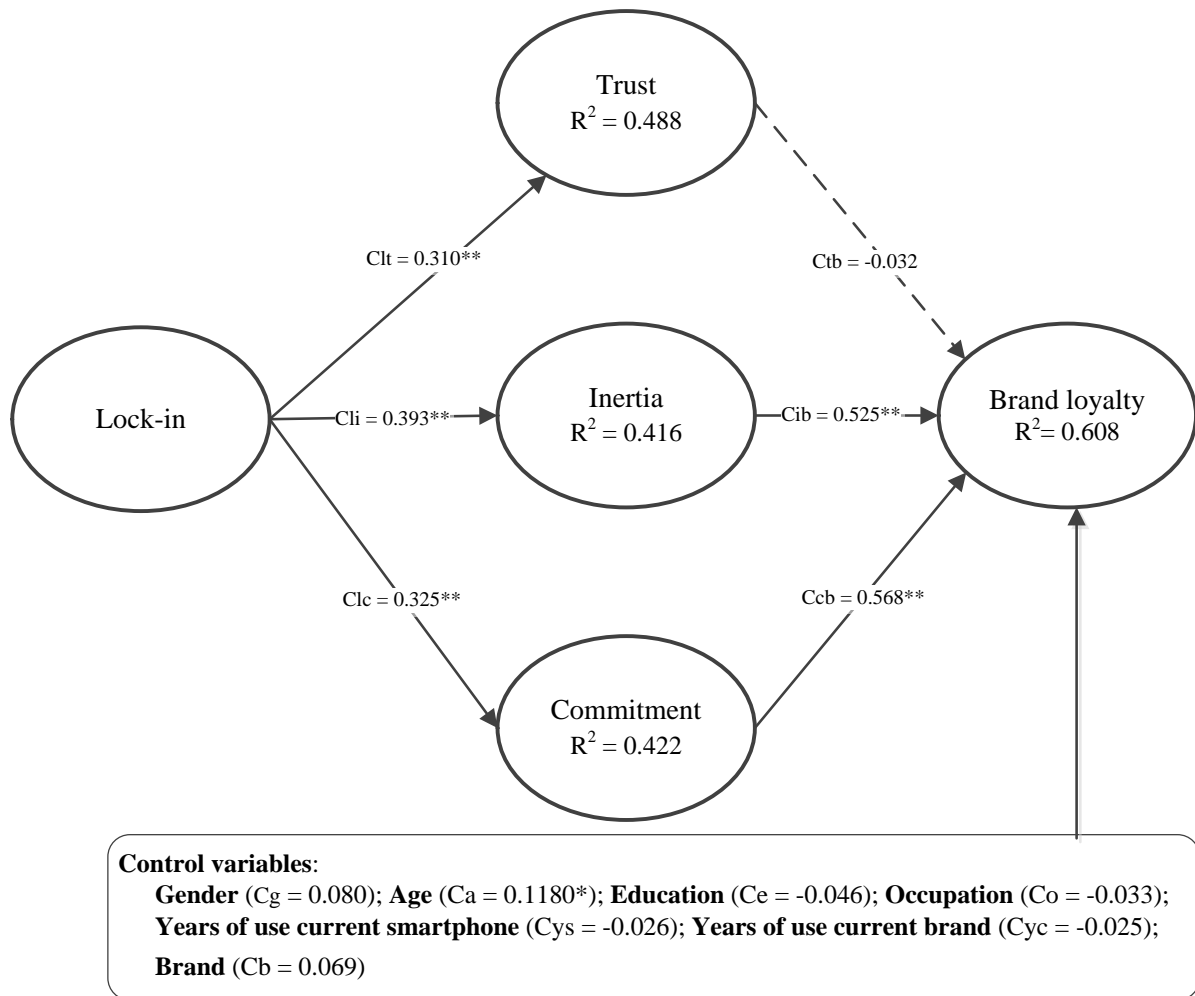 Trust
R² = 0.488
Clt = 0.310**
Ctb = -0.032
Lock-in
Cli = 0.393**
Inertia
R² = 0.416
Cib = 0.525**
Brand loyalty
R²= 0.608
Clc = 0.325**
Ccb = 0.568**
Commitment
R² = 0.422
Control variables:
Gender (Cg = 0.080); Age (Ca = 0.1180*); Education (Ce = -0.046); Occupation (Co = -0.033);
Years of use current smartphone (Cys = -0.026); Years of use current brand (Cyc = -0.025);
Brand (Cb = 0.069)